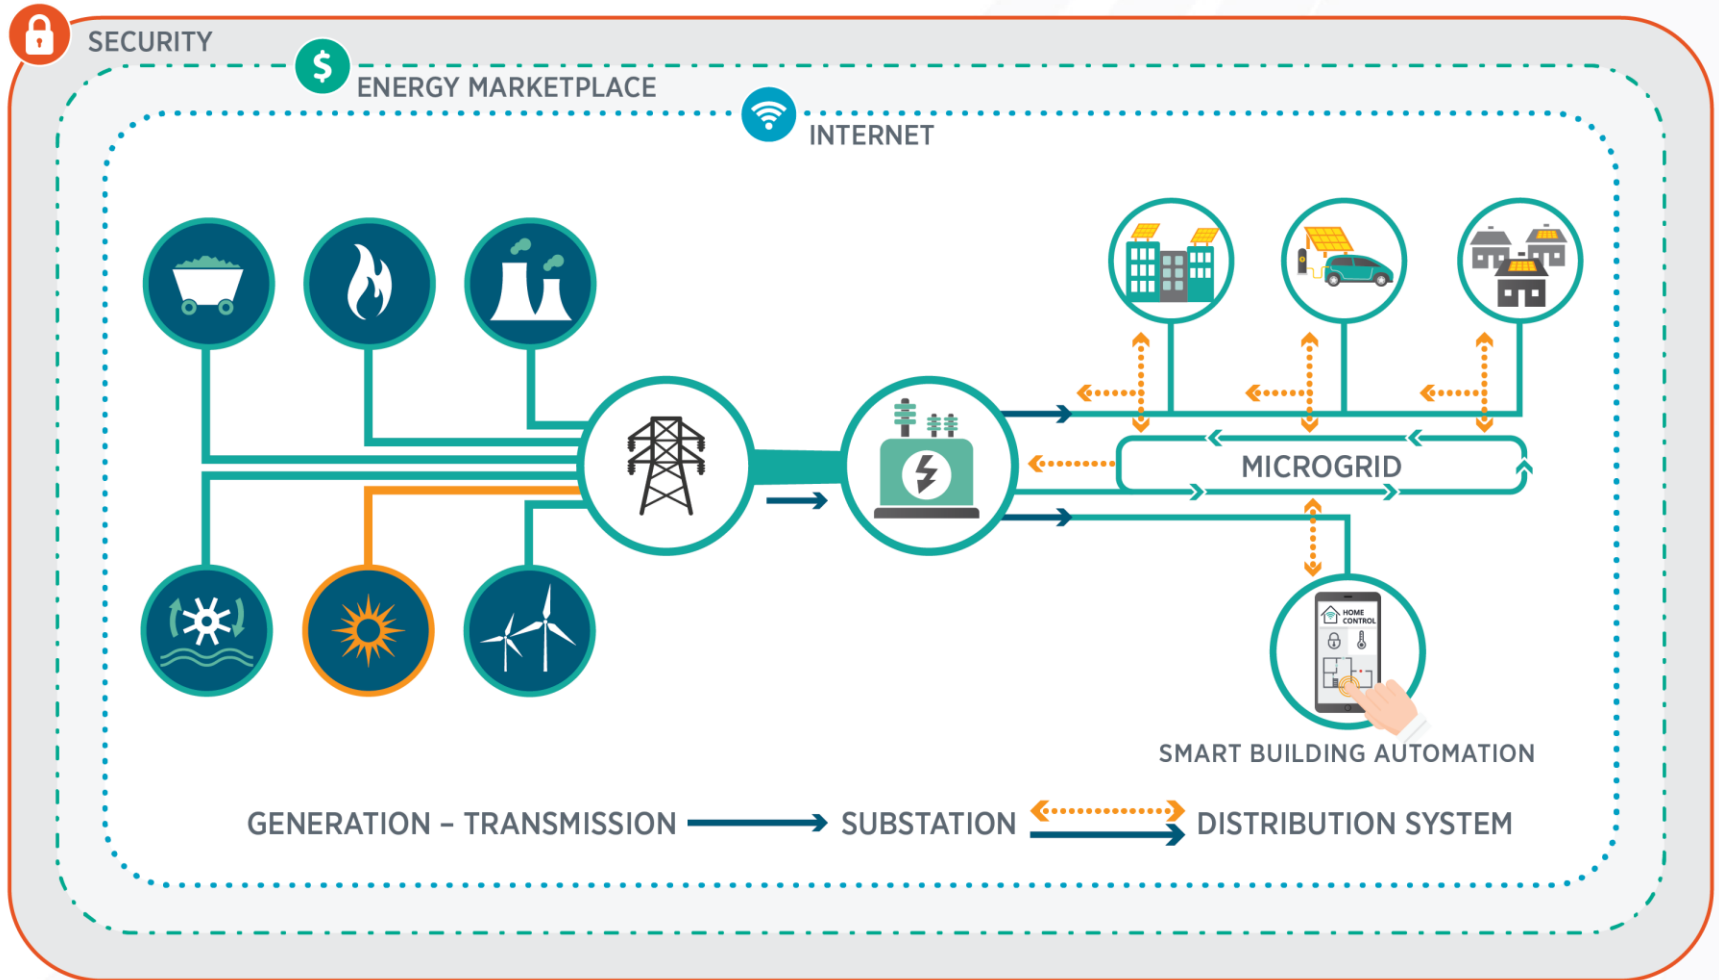 SECURITY
$
ENERGY MARKETPLACE
INTERNET
MICROGRID
HOME
CONTROL
SMART BUILDING AUTOMATION
GENERATION – TRANSMISSION
SUBSTATION
DISTRIBUTION SYSTEM